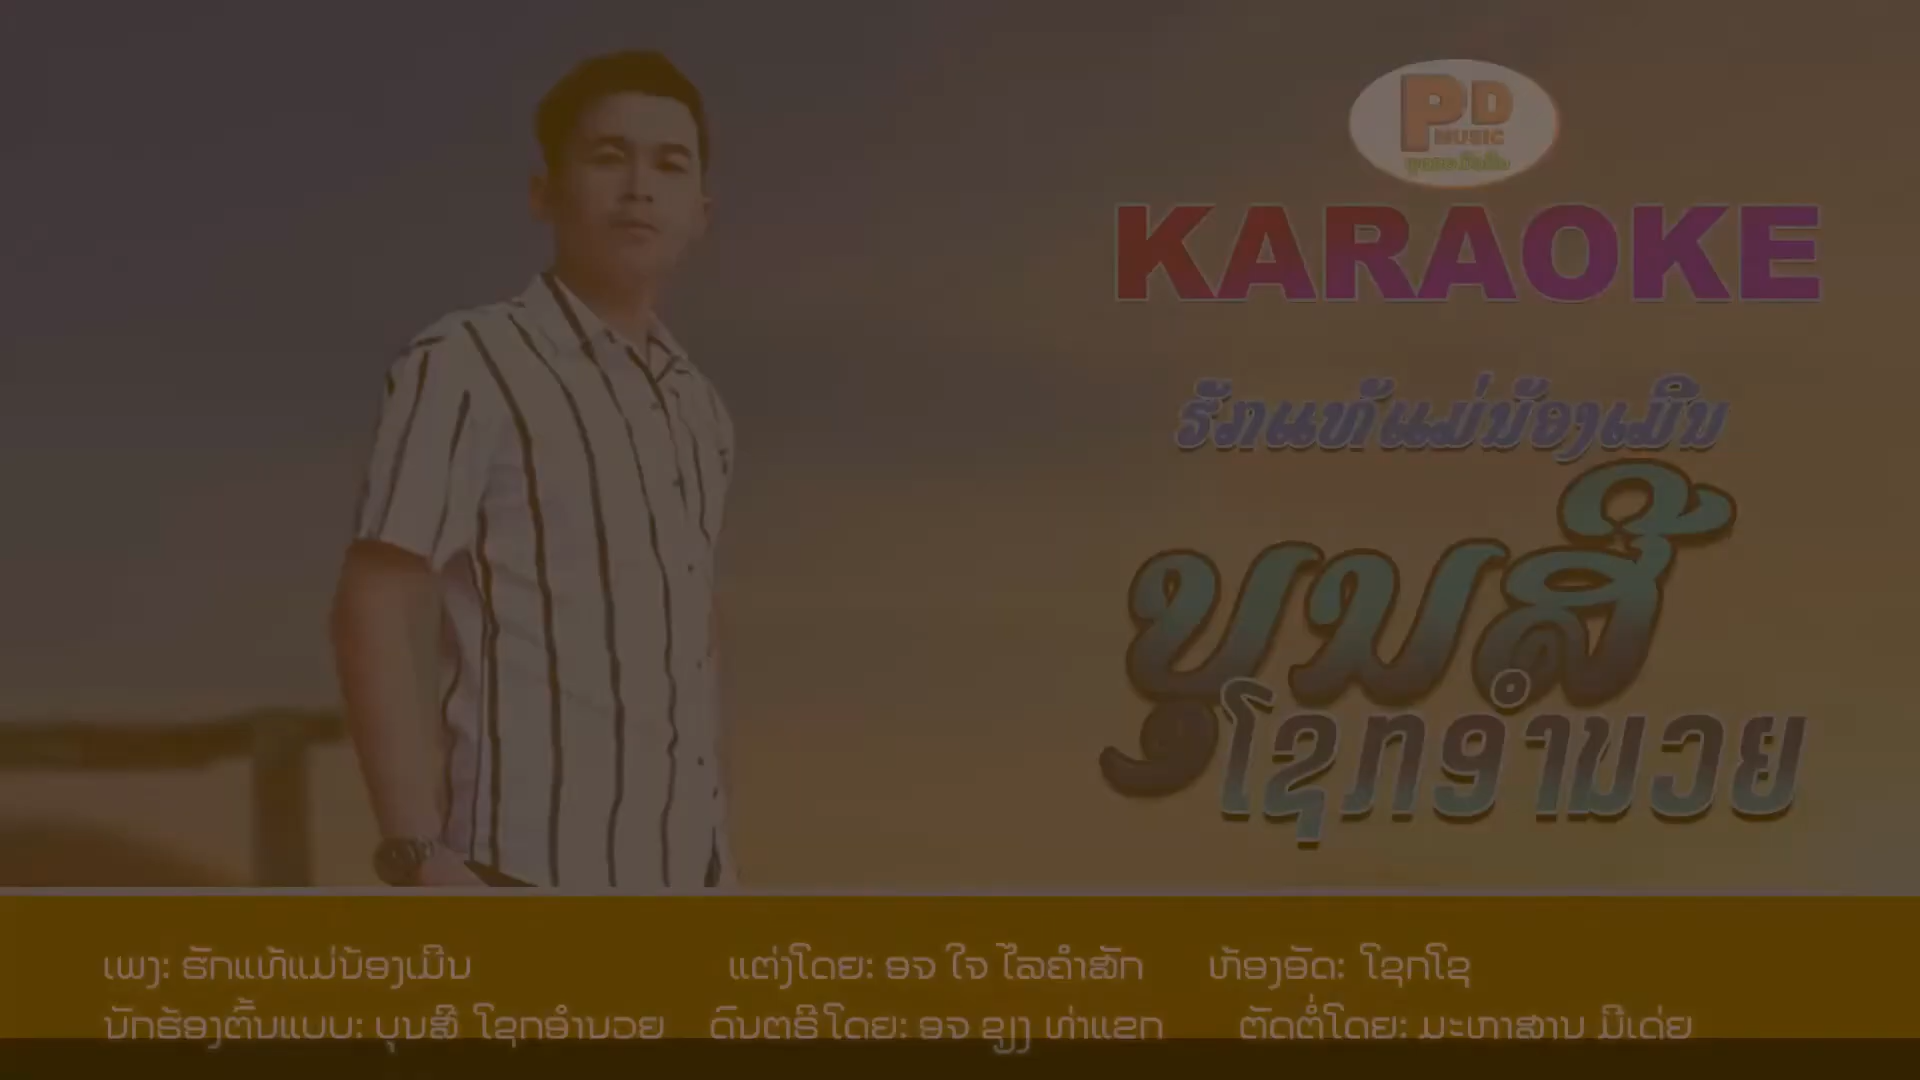 PD
MUSIC
KARAOKE
ຮັກແທ້ແມ່ນ້ອງເມີນ
ບຸນສີ
ໂຊກອຳນວຍ
ເພງ: ຮັກແທ້ແມ່ນ້ອງເມີນ ແຕ່ງໂດຍ: ອຈ ໃຈ ໄລຄຳສັກ ຫ້ອງອັດ: ໂຊກໂຊ
ນັກຮ້ອງຕົ້ນແບບ: ບຸນສີ ໂຊກອຳນວຍ ດົນຕຣີ ໂດຍ: ອຈ ຊຽງ ທ່າແຂກ ຕັດຕໍ່ໂດຍ: ມະຫາສານ ມີເດ່ຍ